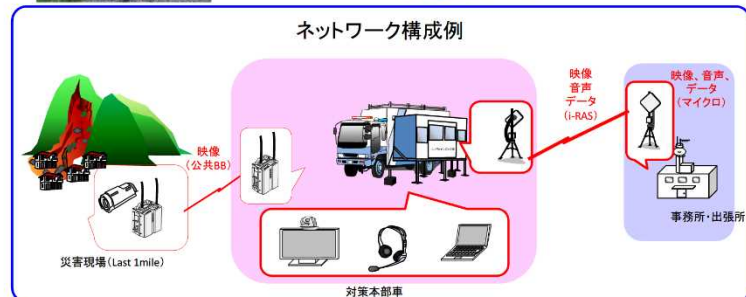 ネットワーク構成例
映像
(公共BB)
災害現場(Last 1mile)
対策本部車
映像
音声
データ
(i-RAS)
映像、音声、
データ
(マイクロ)
事務所・出張所